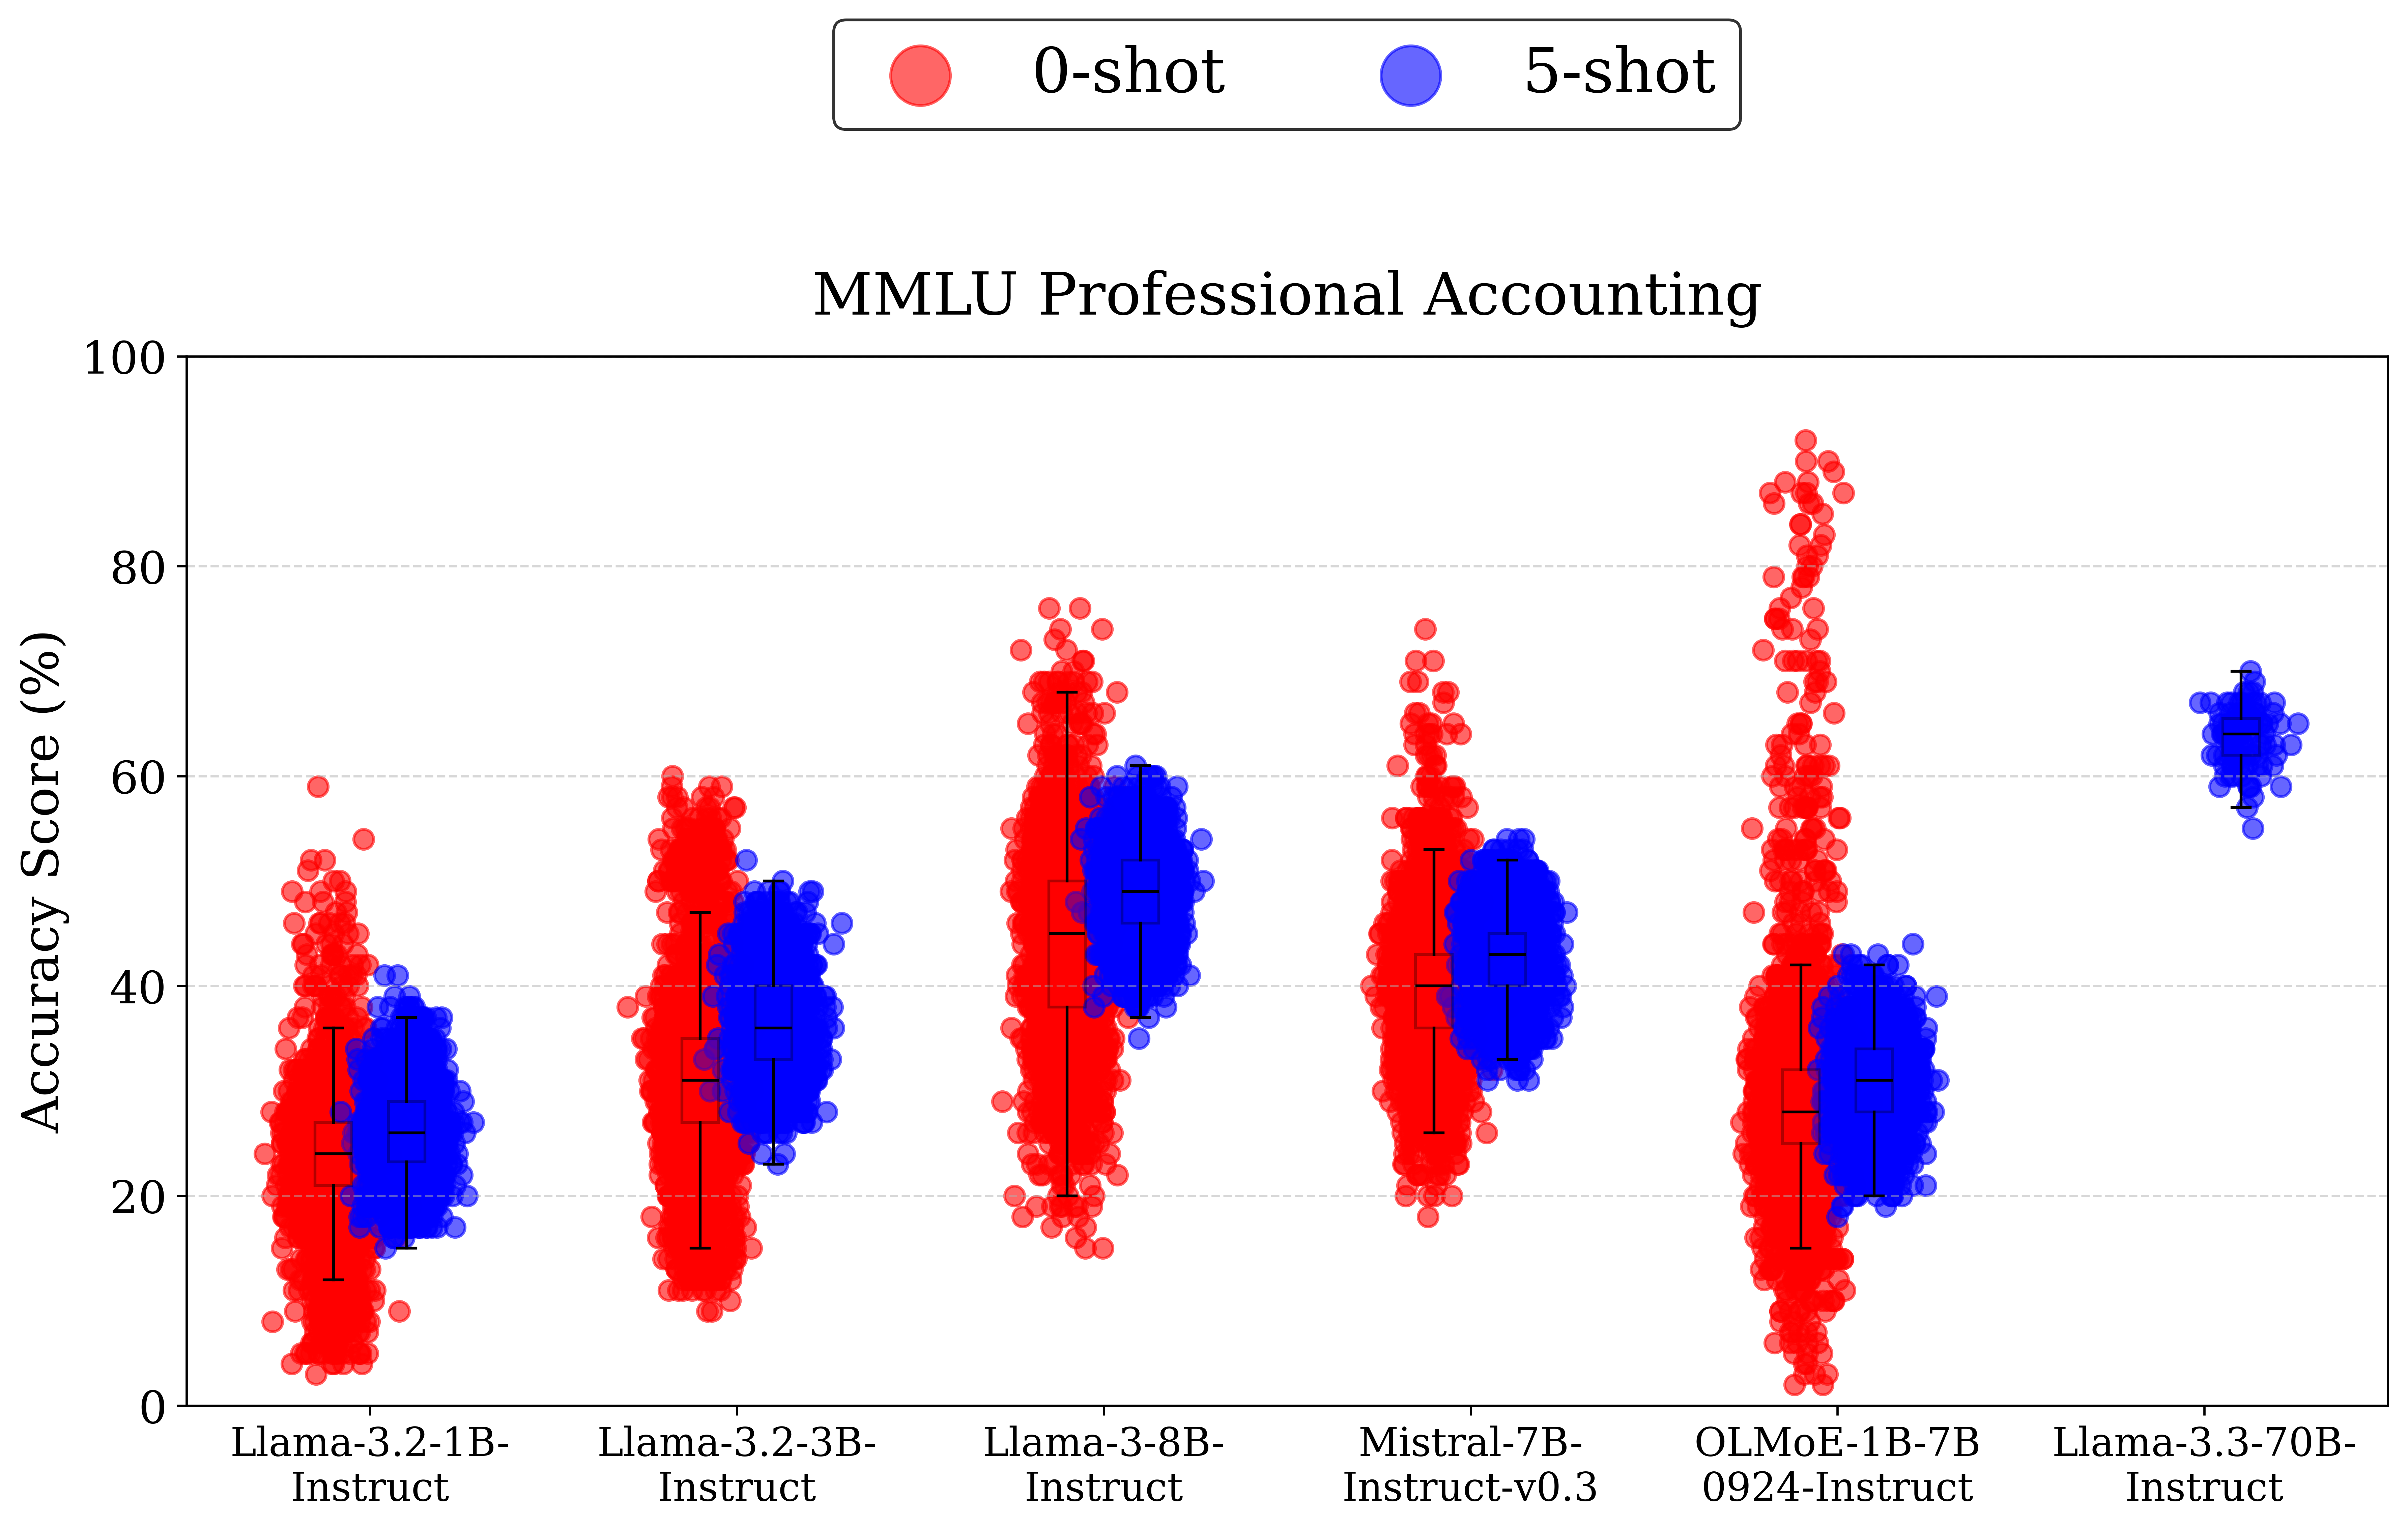 0-shot 5-shot
MMLU Professional Accounting
Accuracy Score (%)
100
80
60
40
20
0
Llama-3.2-1B-
Instruct
Llama-3.2-3B-
Instruct
Llama-3-8B-
Instruct
Mistral-7B-
Instruct-v0.3
OLMoE-1B-7B
0924-Instruct
Llama-3.3-70B-
Instruct